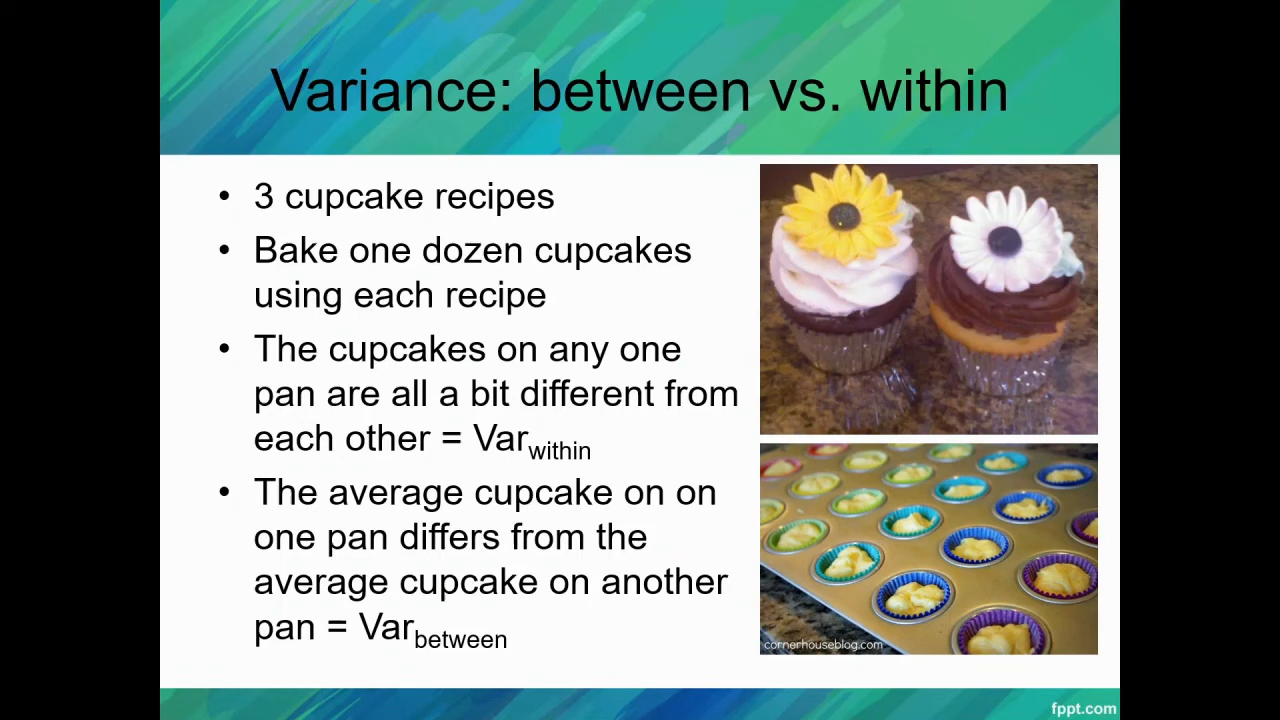 Variance: between vs. within
• 3 cupcake recipes
• Bake one dozen cupcakes
using each recipe
• The cupcakes on any one
pan are all a bit different from
each other = Varwithin
• The average cupcake on on
one pan differs from the
average cupcake on another
pan = Varbetween
cornerhouseblog.com
fppt.com